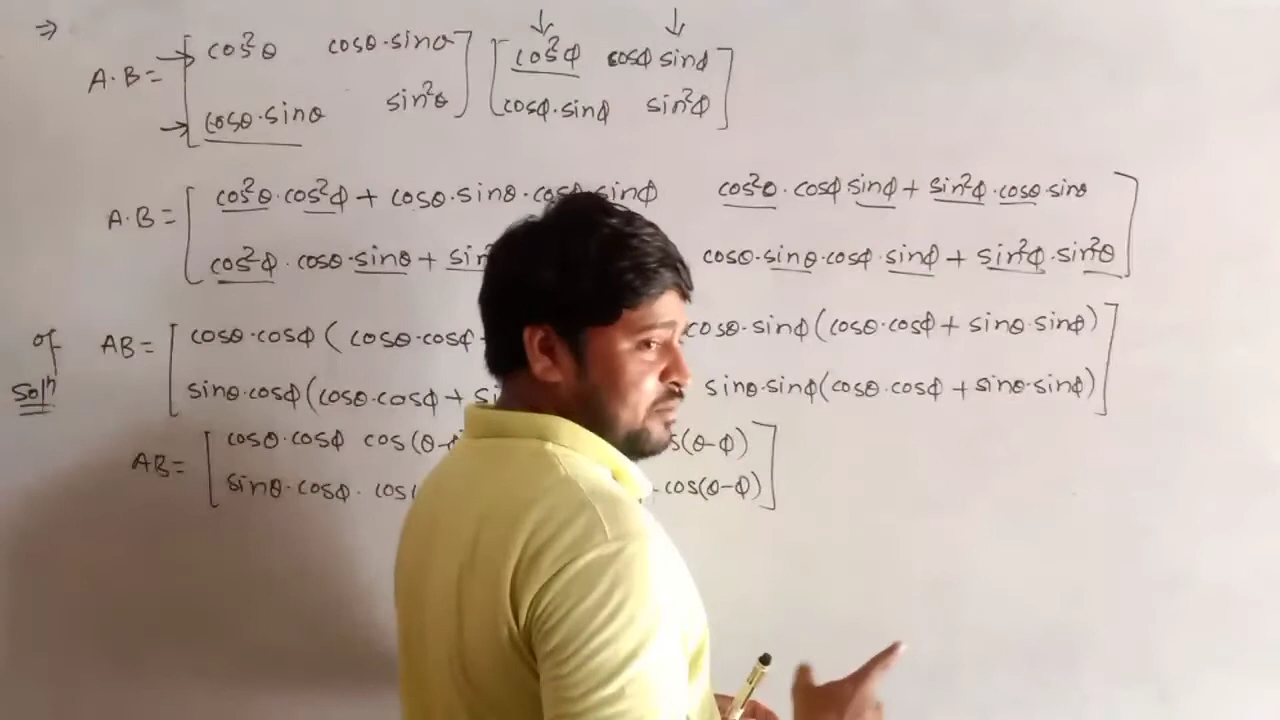 ⇒
A·B = [ cos²θ cosθ·sinθ ] [ cos²φ cosφ sinφ ]
[ cosθ·sinθ sin²θ ] [ cosφ·sinφ sin²φ ]
A·B = [ cos²θ·cos²φ + cosθ·sinθ·cosφ sinφ cos²θ·cosφ sinφ + sin²φ·cosθ·sinθ ]
[ cos²φ·cosθ·sinθ + cosθ·sinθ·cosφ·sinφ + sin²φ·sin²θ ]
of AB = [ cosθ·cosφ ( cosθ·cosφ cosθ·sinφ (cosθ·cosφ + sinθ·sinφ) ]
solⁿ [ sinθ·cosφ (cosθ·cosφ + sinθ·sinφ(cosθ·cosφ + sinθ·sinφ) ]
AB = [ cosθ·cosφ cos(θ- (θ-φ) ]
[ sinθ·cosφ · cos( · cos(θ-φ) ]